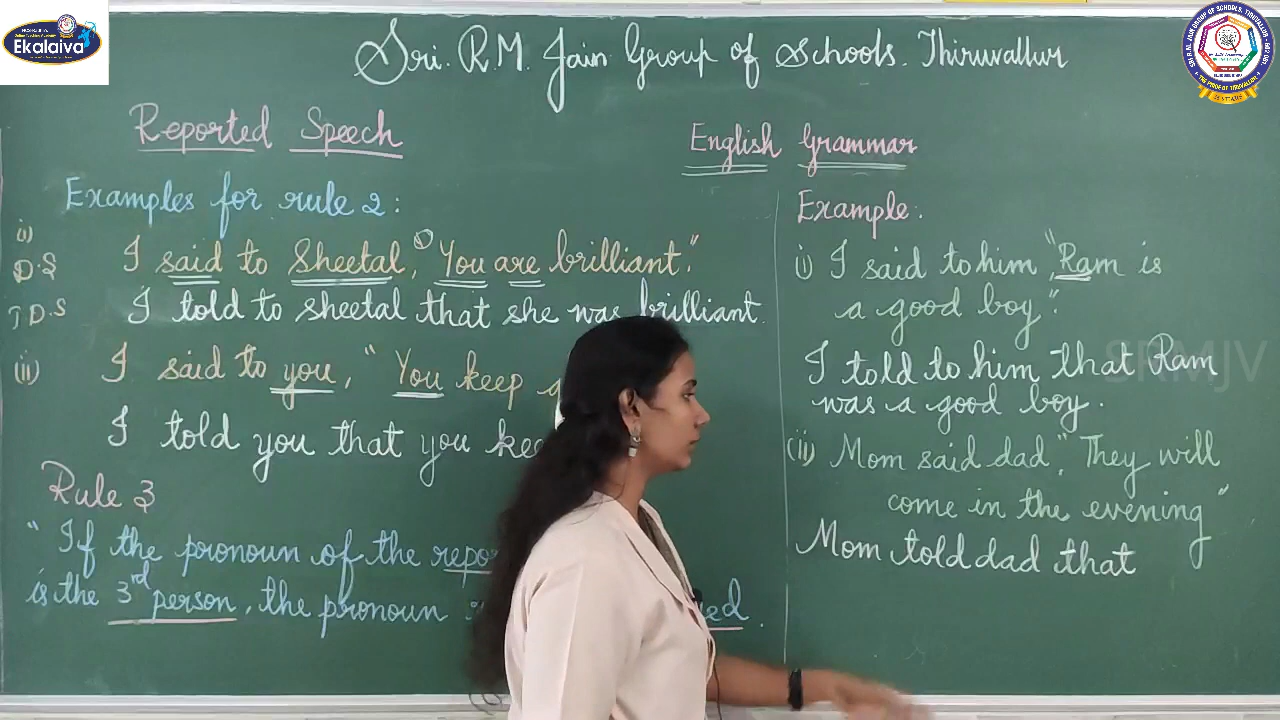 Ekalaiva
Sri. R.M. Jain Group of Schools. Thiruvallur
Reported Speech
English Grammar
Examples for rule 2:
(i)
D.S I said to Sheetal, "You are brilliant."
I D.S I told to sheetal that she was brilliant.
(ii) I said to you, "You keep
I told you that you
Rule 3
"If the pronoun of the
is the 3rd person, the pronoun
Example:
i) I said to him, "Ram is
a good boy".
I told to him that Ram
was a good boy.
(ii) Mom said dad, "They will
come in the evening"
Mom told dad that
SRMJV